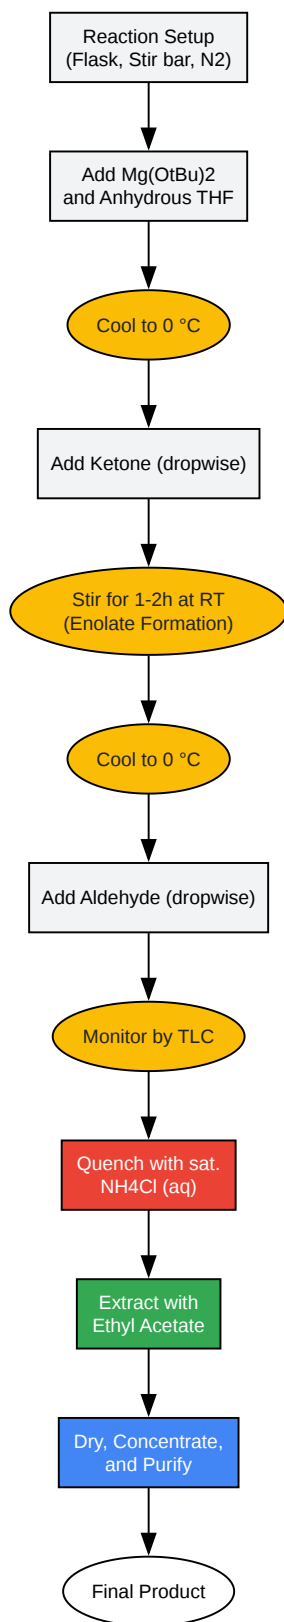 Reaction Setup
(Flask, Stir bar, N2)
Add Mg(OtBu)2
and Anhydrous THF
Cool to 0 °C
Add Ketone (dropwise)
Stir for 1-2h at RT
(Enolate Formation)
Cool to 0 °C
Add Aldehyde (dropwise)
Monitor by TLC
Quench with sat.
NH4Cl (aq)
Extract with
Ethyl Acetate
Dry, Concentrate,
and Purify
Final Product